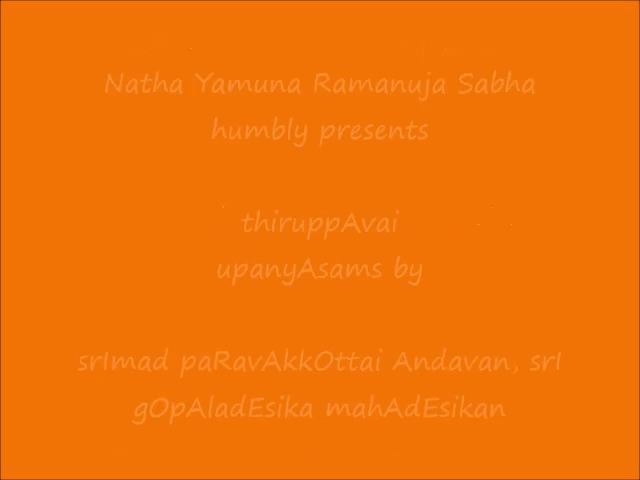 Natha Yamuna Ramanuja Sabha
humbly presents
thiruppAvai
upanyAsams by
srImad paRavAkkOttai Andavan, srI
gOpAladEsika mahAdEsikan